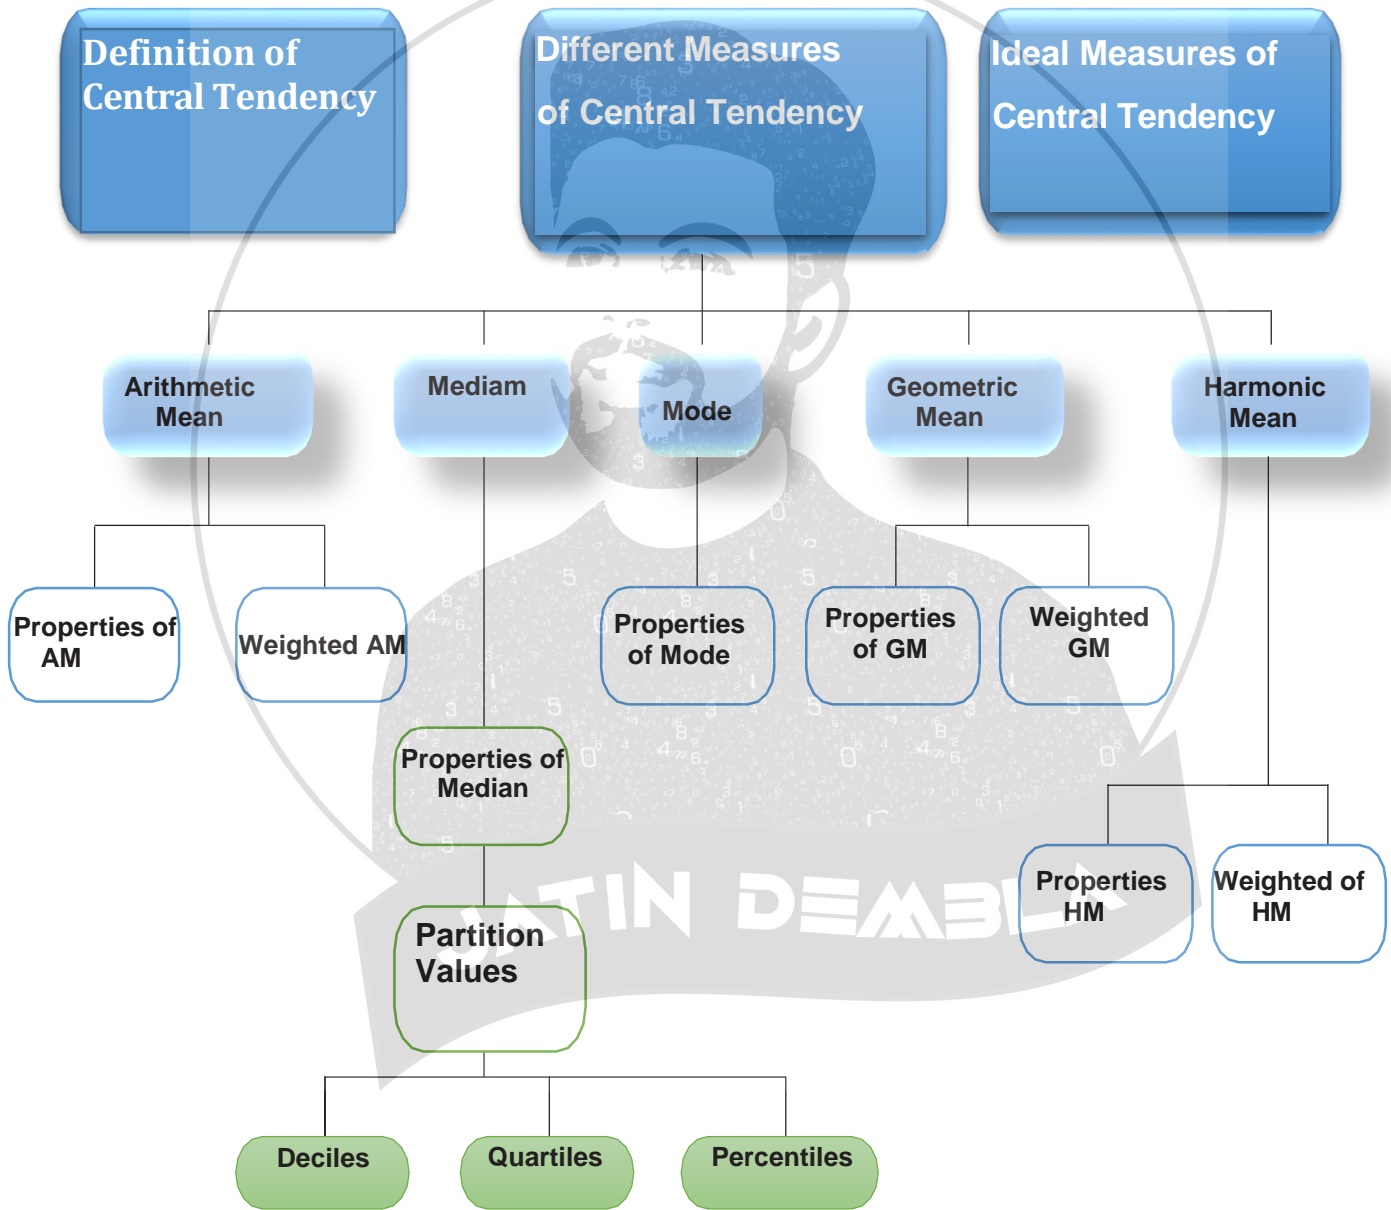 Definition of
Central Tendency
Different Measures
of Central Tendency
Ideal Measures of
Central Tendency
Arithmetic
Mean
Mediam
Mode
Geometric
Mean
Harmonic
Mean
Properties of
AM
Weighted AM
Properties
of Mode
Properties
of GM
Weighted
GM
Properties of
Median
Properties
HM
Weighted of
HM
JATIN DEMBLA
Partition
Values
Deciles
Quartiles
Percentiles